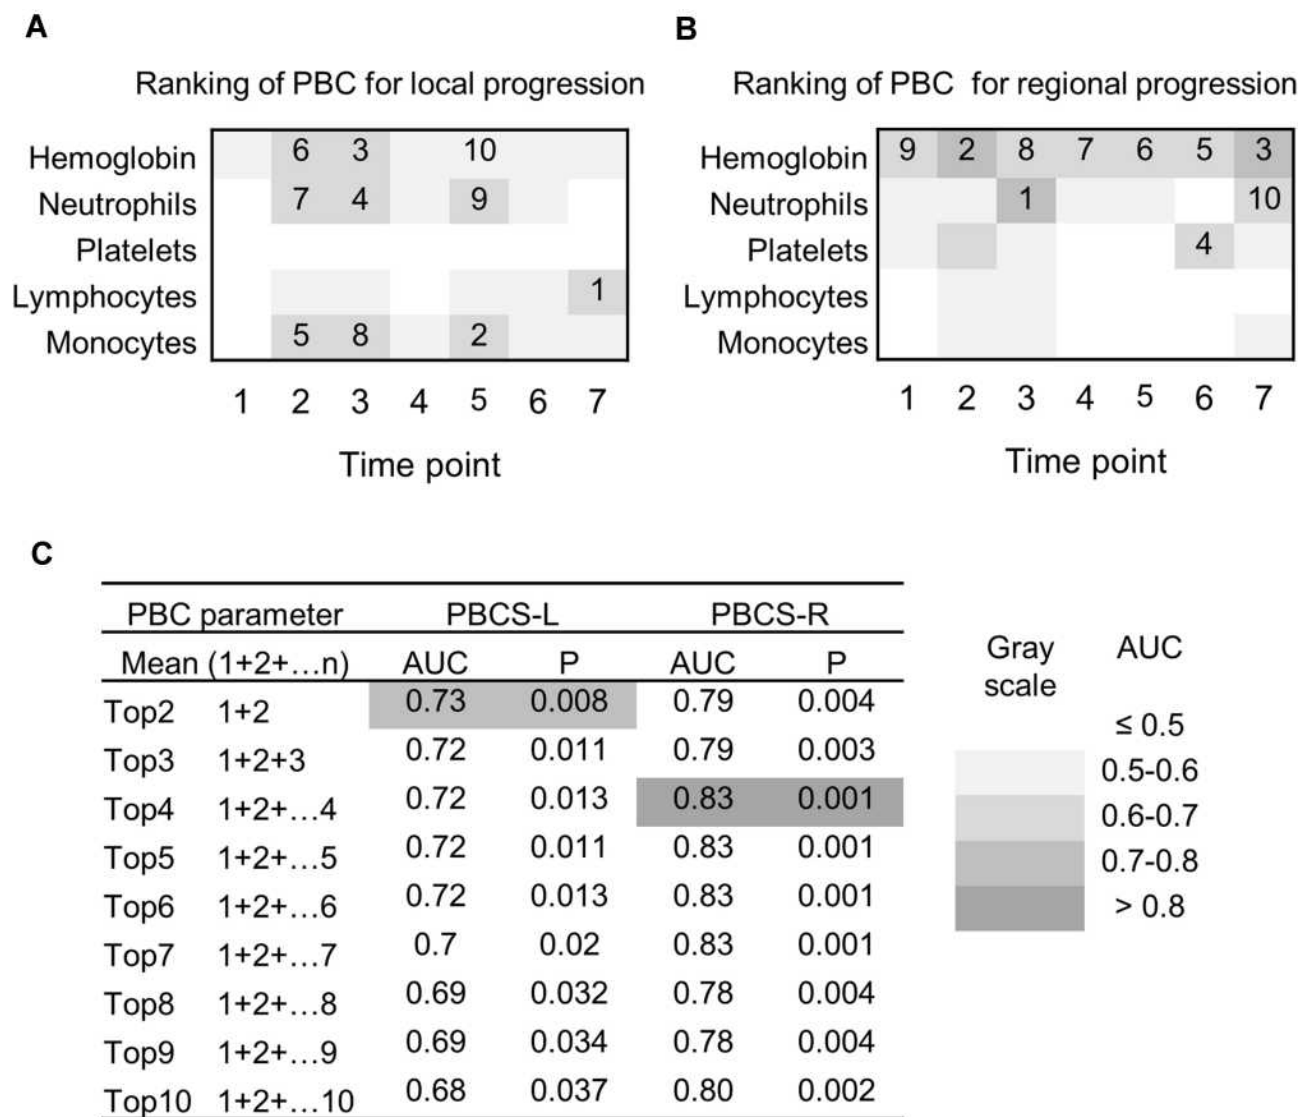 A
B
Ranking of PBC for local progression
Ranking of PBC for regional progression
Hemoglobin 6 3 10
Neutrophils 7 4 9
Platelets
Lymphocytes 1
Monocytes 5 8 2
1 2 3 4 5 6 7
Time point
Hemoglobin 9 2 8 7 6 5 3
Neutrophils 1 10
Platelets 4
Lymphocytes
Monocytes
1 2 3 4 5 6 7
Time point
C
PBC parameter PBCS-L PBCS-R
Mean (1+2+…n) AUC P AUC P
Top2 1+2 0.73 0.008 0.79 0.004
Top3 1+2+3 0.72 0.011 0.79 0.003
Top4 1+2+…4 0.72 0.013 0.83 0.001
Top5 1+2+…5 0.72 0.011 0.83 0.001
Top6 1+2+…6 0.72 0.013 0.83 0.001
Top7 1+2+…7 0.7 0.02 0.83 0.001
Top8 1+2+…8 0.69 0.032 0.78 0.004
Top9 1+2+…9 0.69 0.034 0.78 0.004
Top10 1+2+…10 0.68 0.037 0.80 0.002
Gray AUC
scale
≤ 0.5
0.5-0.6
0.6-0.7
0.7-0.8
> 0.8